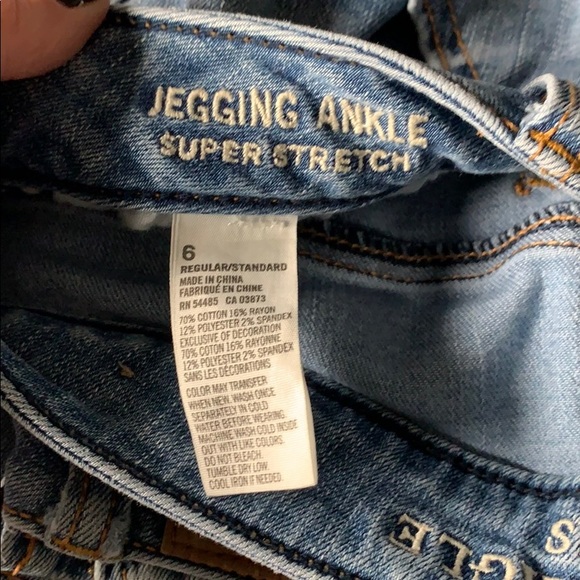 JEGGING ANKLE
SUPER STRETCH
6
REGULAR/STANDARD
MADE IN CHINA
FABRIQUÉ EN CHINE
RN 54485 CA 03873
70% COTTON 16% RAYON
12% POLYESTER 2% SPANDEX
EXCLUSIVE OF DECORATION
70% COTON 16% RAYONNE
12% POLYESTER 2% SPANDEX
SANS LES DÉCORATIONS
COLOR MAY TRANSFER
WHEN NEW. WASH ONCE
SEPARATELY IN COLD
WATER BEFORE WEARING.
MACHINE WASH COLD INSIDE
OUT WITH LIKE COLORS.
DO NOT BLEACH.
TUMBLE DRY LOW.
COOL IRON IF NEEDED.